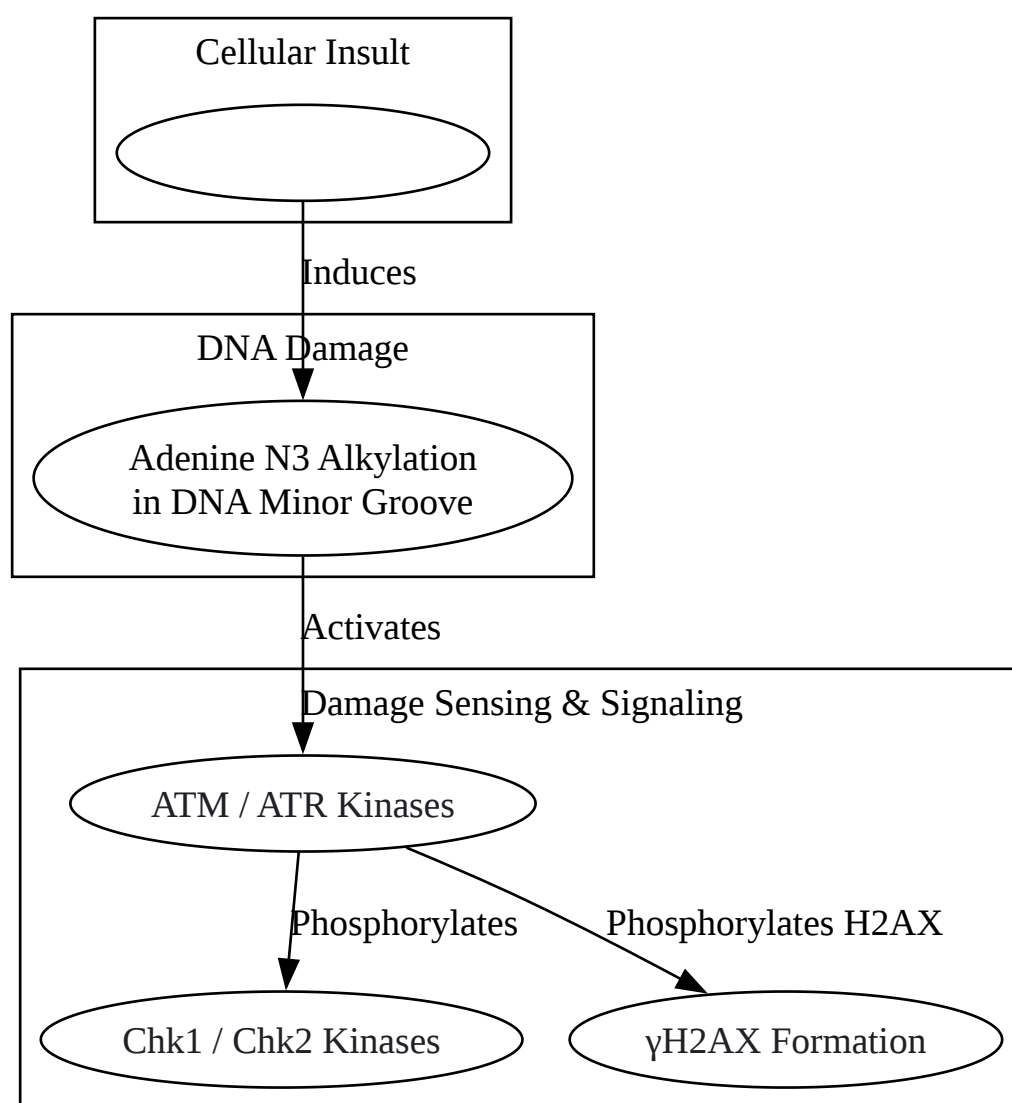 Cellular Insult
Induces
DNA Damage
Adenine N3 Alkylation
in DNA Minor Groove
Activates
Damage Sensing & Signaling
ATM / ATR Kinases
Phosphorylates
Phosphorylates H2AX
Chk1 / Chk2 Kinases
γH2AX Formation